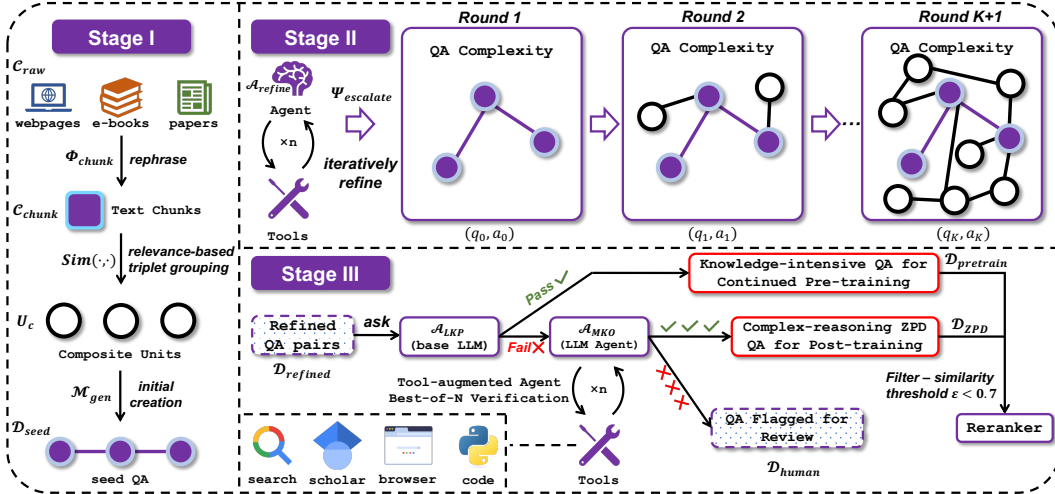 Stage I
C_raw
webpages e-books papers
Φ_chunk rephrase
C_chunk Text Chunks
Sim(·,·) relevance-based
triplet grouping
U_c
Composite Units
M_gen initial
creation
D_seed
seed QA
Stage II
A_refine
Agent
×n
Tools
Ψ_escalate
iteratively
refine
Round 1
QA Complexity
(q_0, a_0)
Round 2
QA Complexity
(q_1, a_1)
...
Round K+1
QA Complexity
(q_K, a_K)
Stage III
Refined
QA pairs
D_refined
ask
A_LKP
(base LLM)
Pass ✓
Fail ✗
A_MKO
(LLM Agent)
Tool-augmented Agent
Best-of-N Verification
×n
Tools
search scholar browser code
Knowledge-intensive QA for
Continued Pre-training
D_pretrain
✓ ✓ ✓
Complex-reasoning ZPD
QA for Post-training
D_ZPD
✗ ✗ ✗
QA Flagged for
Review
D_human
Filter – similarity
threshold ε < 0.7
Reranker